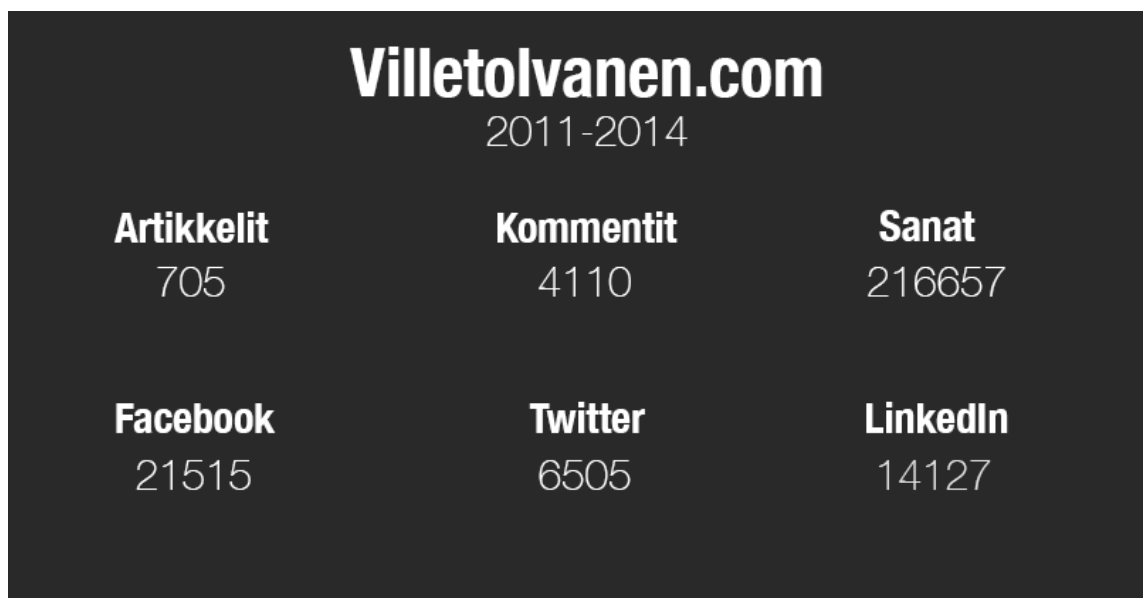 Villetolvanen.com
2011-2014
Artikkelit Kommentit Sanat
705 4110 216657
Facebook Twitter LinkedIn
21515 6505 14127